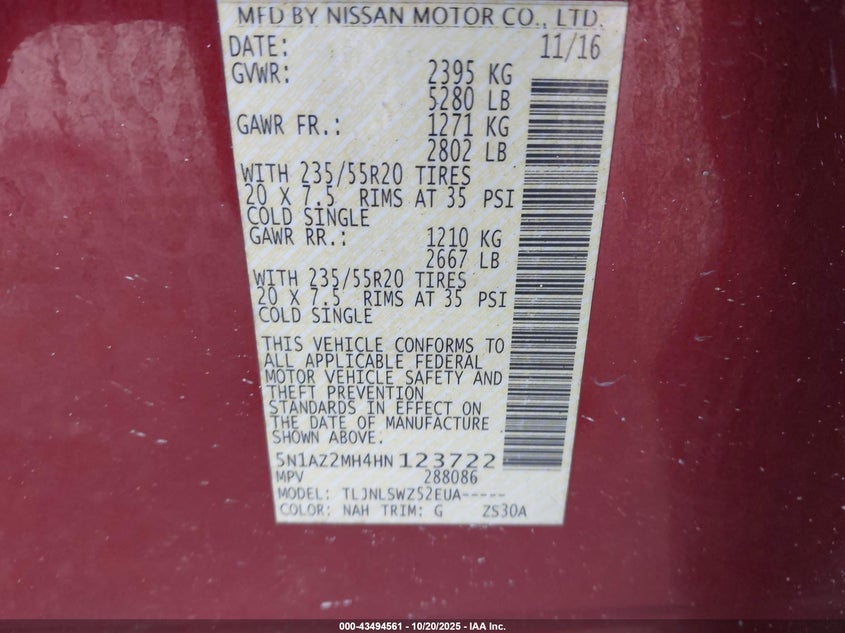 MFD BY NISSAN MOTOR CO., LTD.
DATE: 11/16
GVWR: 2395 KG
5280 LB
GAWR FR.: 1271 KG
2802 LB
WITH 235/55R20 TIRES
20 X 7.5 RIMS AT 35 PSI
COLD SINGLE
GAWR RR.: 1210 KG
2667 LB
WITH 235/55R20 TIRES
20 X 7.5 RIMS AT 35 PSI
COLD SINGLE
THIS VEHICLE CONFORMS TO
ALL APPLICABLE FEDERAL
MOTOR VEHICLE SAFETY AND
THEFT PREVENTION
STANDARDS IN EFFECT ON
THE DATE OF MANUFACTURE
SHOWN ABOVE.
5N1AZ2MH4HN123722
MPV 288086
MODEL: TLJNLSWZ52EUA-----
COLOR: NAH TRIM: G ZS30A
000-43494561 - 10/20/2025 - IAA Inc.